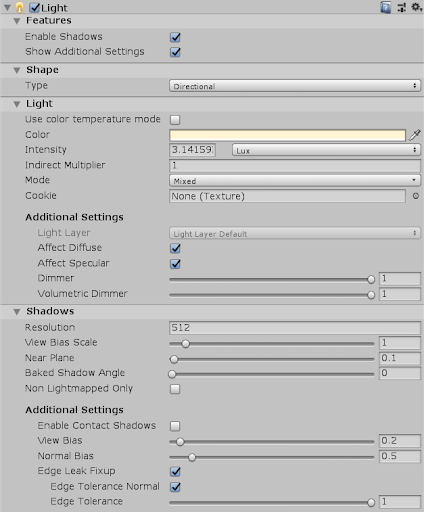 Light
Features
Enable Shadows
Show Additional Settings
Shape
Type Directional
Light
Use color temperature mode
Color
Intensity 3.14159 Lux
Indirect Multiplier 1
Mode Mixed
Cookie None (Texture)
Additional Settings
Light Layer Light Layer Default
Affect Diffuse
Affect Specular
Dimmer 1
Volumetric Dimmer 1
Shadows
Resolution 512
View Bias Scale 1
Near Plane 0.1
Baked Shadow Angle 0
Non Lightmapped Only
Additional Settings
Enable Contact Shadows
View Bias 0.2
Normal Bias 0.5
Edge Leak Fixup
Edge Tolerance Normal
Edge Tolerance 1